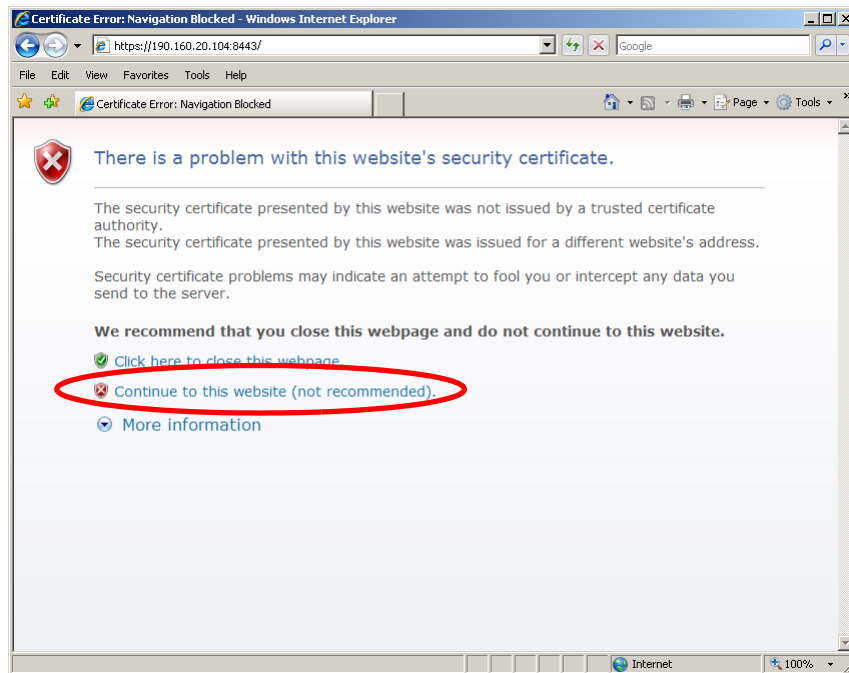 Certificate Error: Navigation Blocked - Windows Internet Explorer
https://190.160.20.104:8443/
Google
File Edit View Favorites Tools Help
Certificate Error: Navigation Blocked
Page
Tools
There is a problem with this website's security certificate.
The security certificate presented by this website was not issued by a trusted certificate
authority.
The security certificate presented by this website was issued for a different website's address.
Security certificate problems may indicate an attempt to fool you or intercept any data you
send to the server.
We recommend that you close this webpage and do not continue to this website.
Click here to close this webpage.
Continue to this website (not recommended).
More information
Internet
100%